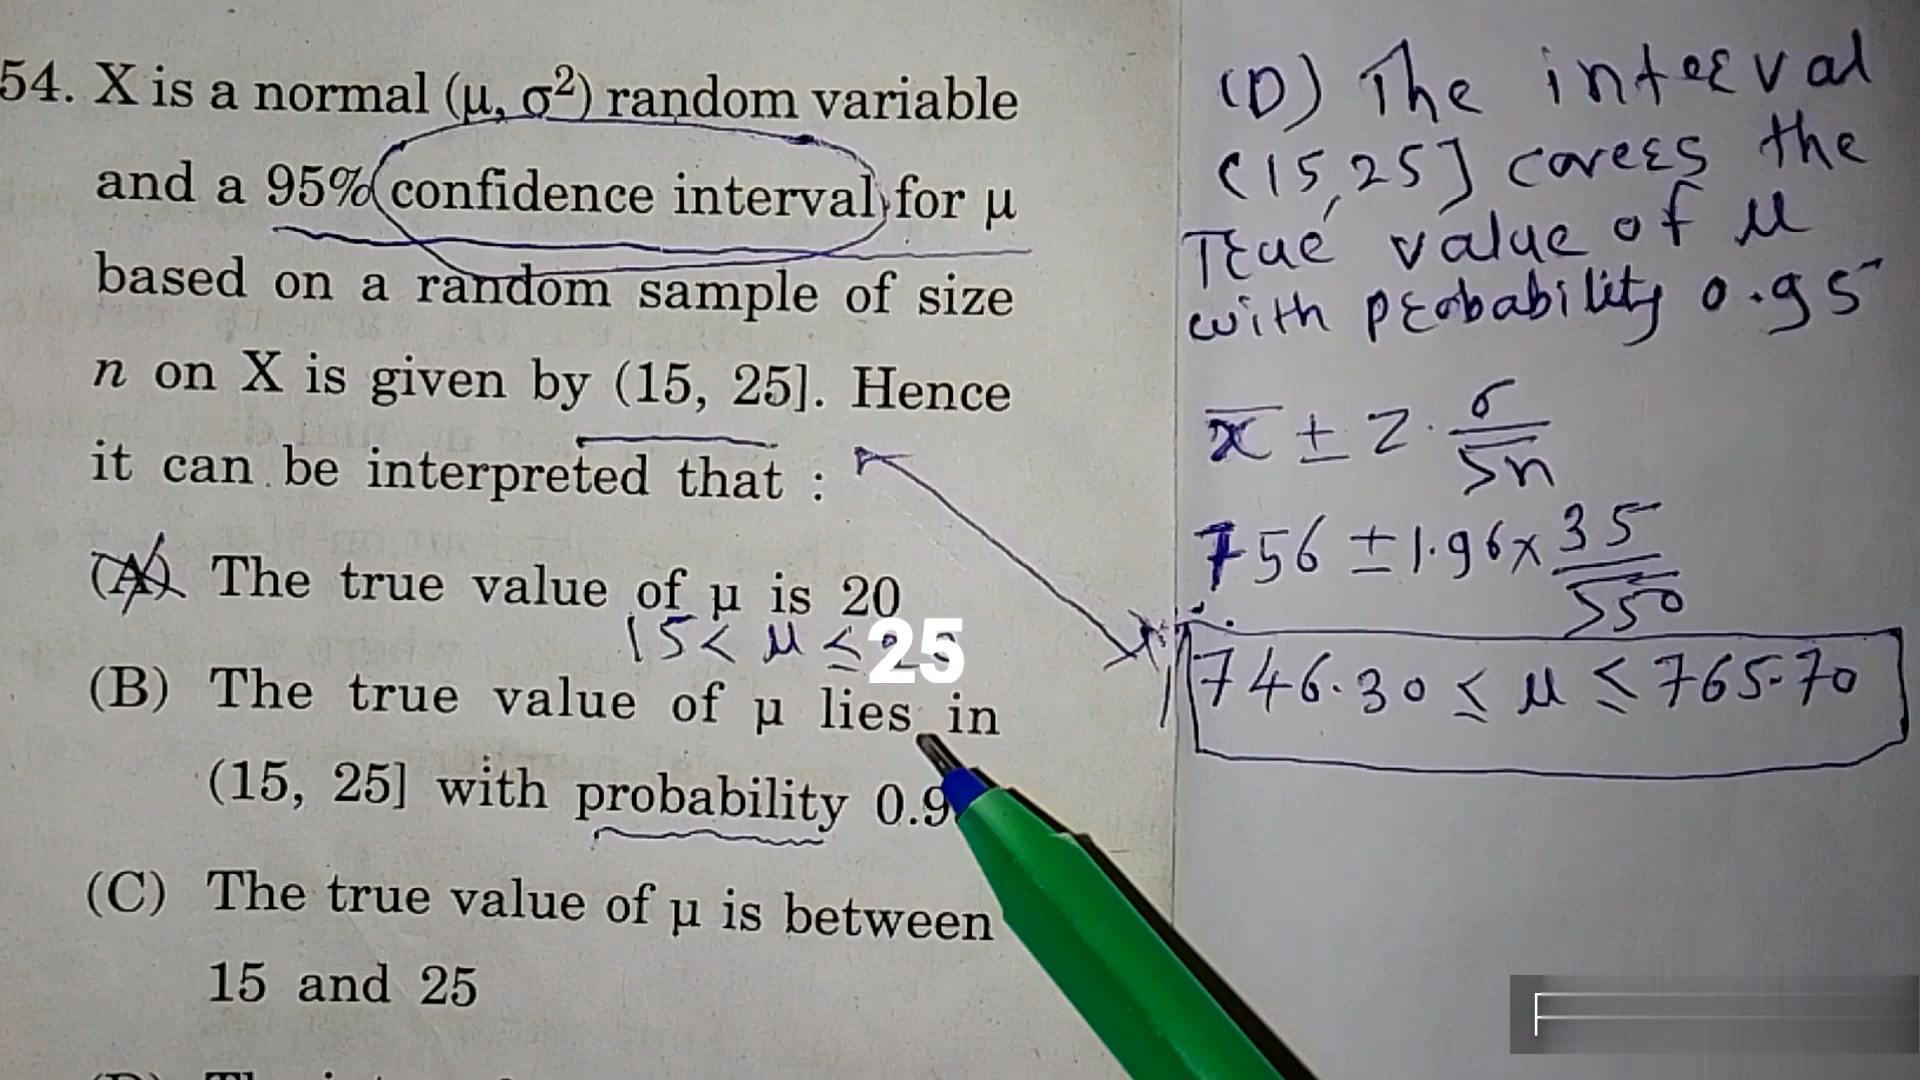 54. X is a normal (μ, σ²) random variable
and a 95% confidence interval for μ
based on a random sample of size
n on X is given by (15, 25]. Hence
it can be interpreted that :
(A) The true value of μ is 20
15 < μ ≤ 25
(B) The true value of μ lies in
(15, 25] with probability 0.9
(C) The true value of μ is between
15 and 25
(D) The interval
(15, 25] covers the
True value of μ
with probability 0.95
x̄ ± Z · σ/√n
756 ± 1.96 x 35/√50
746.30 ≤ μ ≤ 765.70